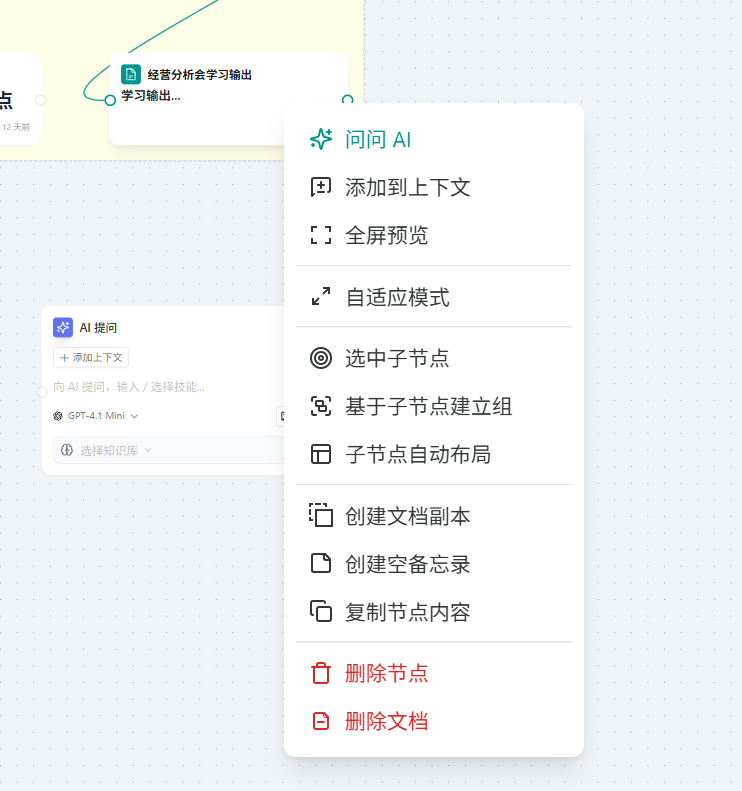 经营分析会学习输出
学习输出...
点
12 天前
问问 AI
添加到上下文
全屏预览
自适应模式
选中子节点
基于子节点建立组
子节点自动布局
创建文档副本
创建空备忘录
复制节点内容
删除节点
删除文档
AI 提问
添加上下文
向 AI 提问，输入 / 选择技能...
GPT-4.1 Mini
选择知识库